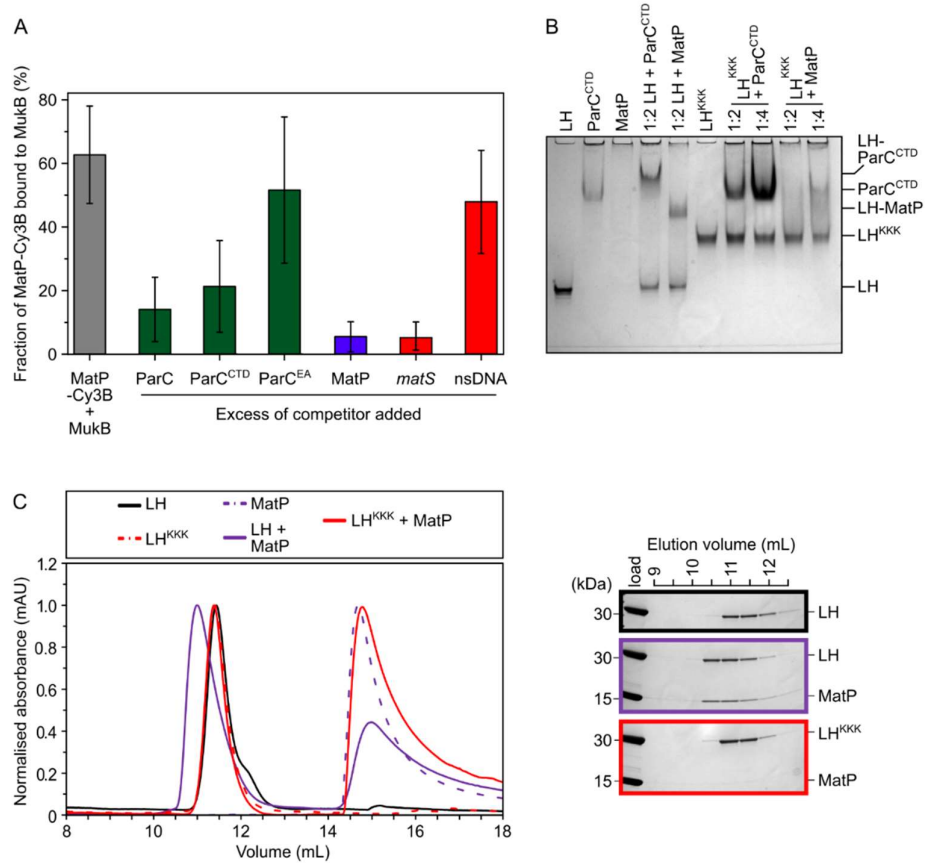 A
Fraction of MatP-Cy3B bound to MukB (%)
80
60
40
20
0
MatP
-Cy3B
+
MukB
ParC
ParC^CTD
ParC^EA
MatP
matS
nsDNA
Excess of competitor added
B
LH
ParC^CTD
MatP
1:2 LH + ParC^CTD
1:2 LH + MatP
LH^KKK
1:2
1:4
LH^KKK
+ ParC^CTD
1:2
1:4
LH^KKK
+ MatP
LH-
ParC^CTD
ParC^CTD
LH-MatP
LH^KKK
LH
C
LH
MatP
LH^KKK
LH +
MatP
LH^KKK + MatP
Normalised absorbance (mAU)
1.2
1.0
0.8
0.6
0.4
0.2
0
8
10
12
14
16
18
Volume (mL)
Elution volume (mL)
(kDa)
load
9
10
11
12
30
LH
30
LH
15
MatP
30
LH^KKK
15
MatP